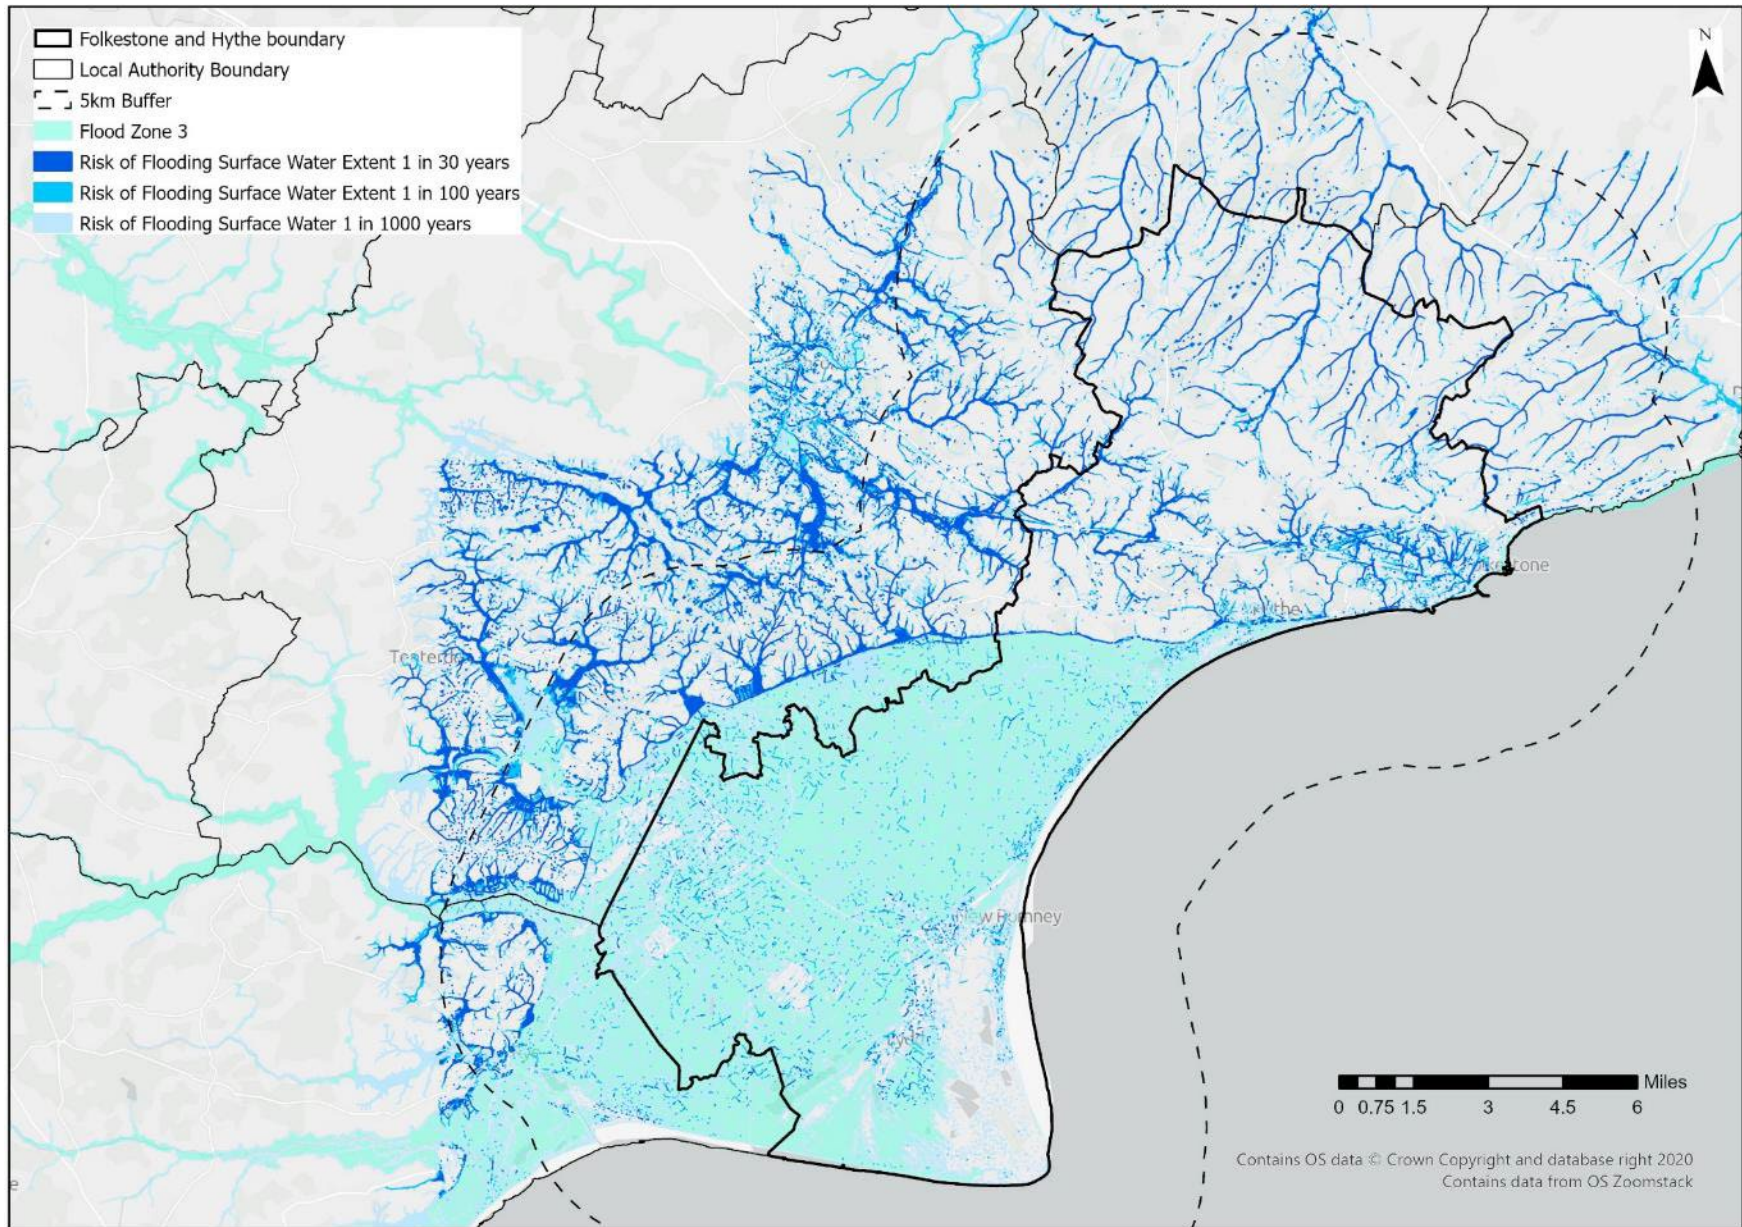 Folkestone and Hythe boundary
Local Authority Boundary
5km Buffer
Flood Zone 3
Risk of Flooding Surface Water Extent 1 in 30 years
Risk of Flooding Surface Water Extent 1 in 100 years
Risk of Flooding Surface Water 1 in 1000 years
N
Folkestone
Hythe
Tenterden
New Romney
Lydd
Miles
0 0.75 1.5 3 4.5 6
Contains OS data © Crown Copyright and database right 2020
Contains data from OS Zoomstack